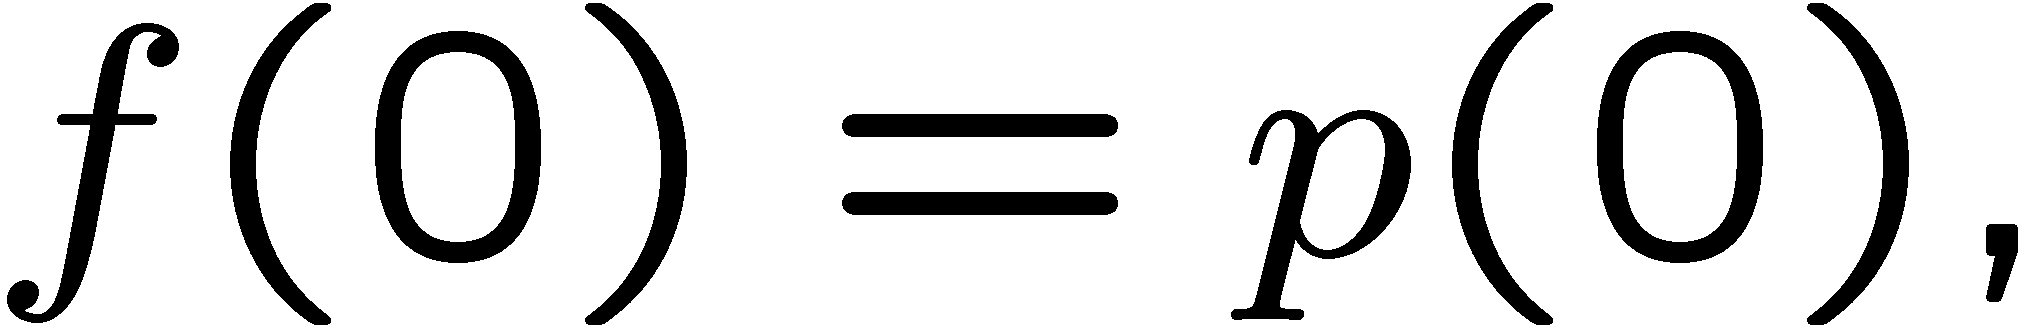 f(0) = p(0),